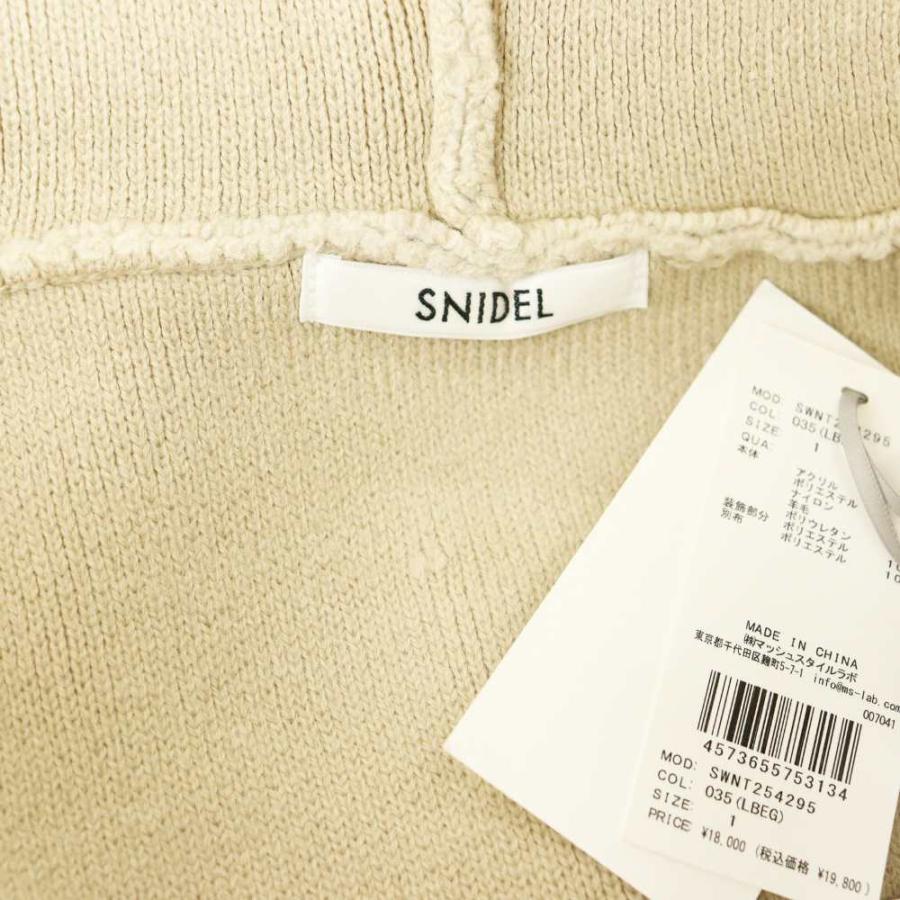 SNIDEL
MOD: SWNT254295
COL: 035(LBEG)
SIZE: 1
QUA:
本体 アクリル
ポリエステル
ナイロン
羊毛
装飾部分 ポリウレタン
別布 ポリエステル
ポリエステル
MADE IN CHINA
㈱マッシュスタイルラボ
東京都千代田区麹町5-7-1 info@ms-lab.com
007041
4573655753134
MOD: SWNT254295
COL: 035(LBEG)
SIZE: 1
PRICE: ¥18,000 (税込価格 ¥19,800)